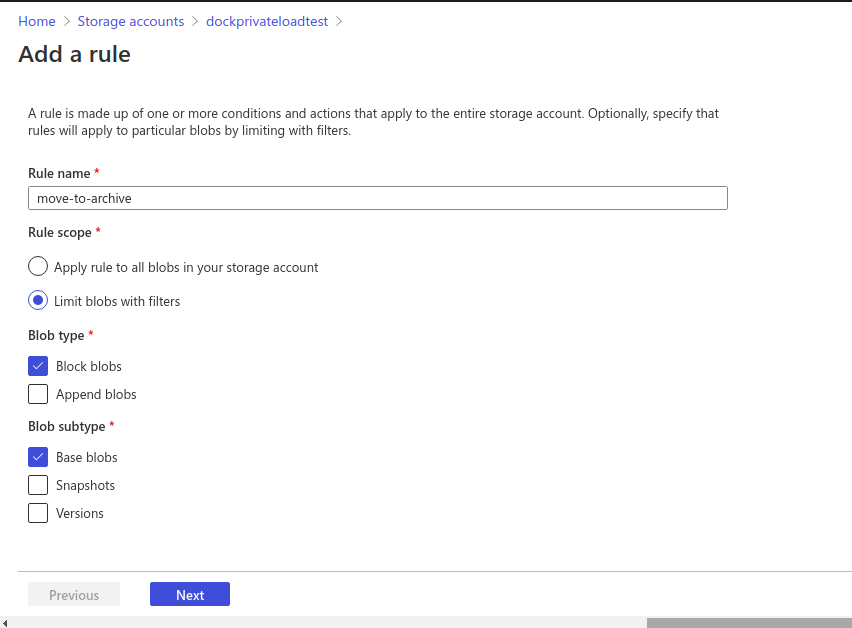 Home > Storage accounts > dockprivateloadtest >
Add a rule
A rule is made up of one or more conditions and actions that apply to the entire storage account. Optionally, specify that
rules will apply to particular blobs by limiting with filters.
Rule name *
move-to-archive
Rule scope *
Apply rule to all blobs in your storage account
Limit blobs with filters
Blob type *
Block blobs
Append blobs
Blob subtype *
Base blobs
Snapshots
Versions
Previous Next